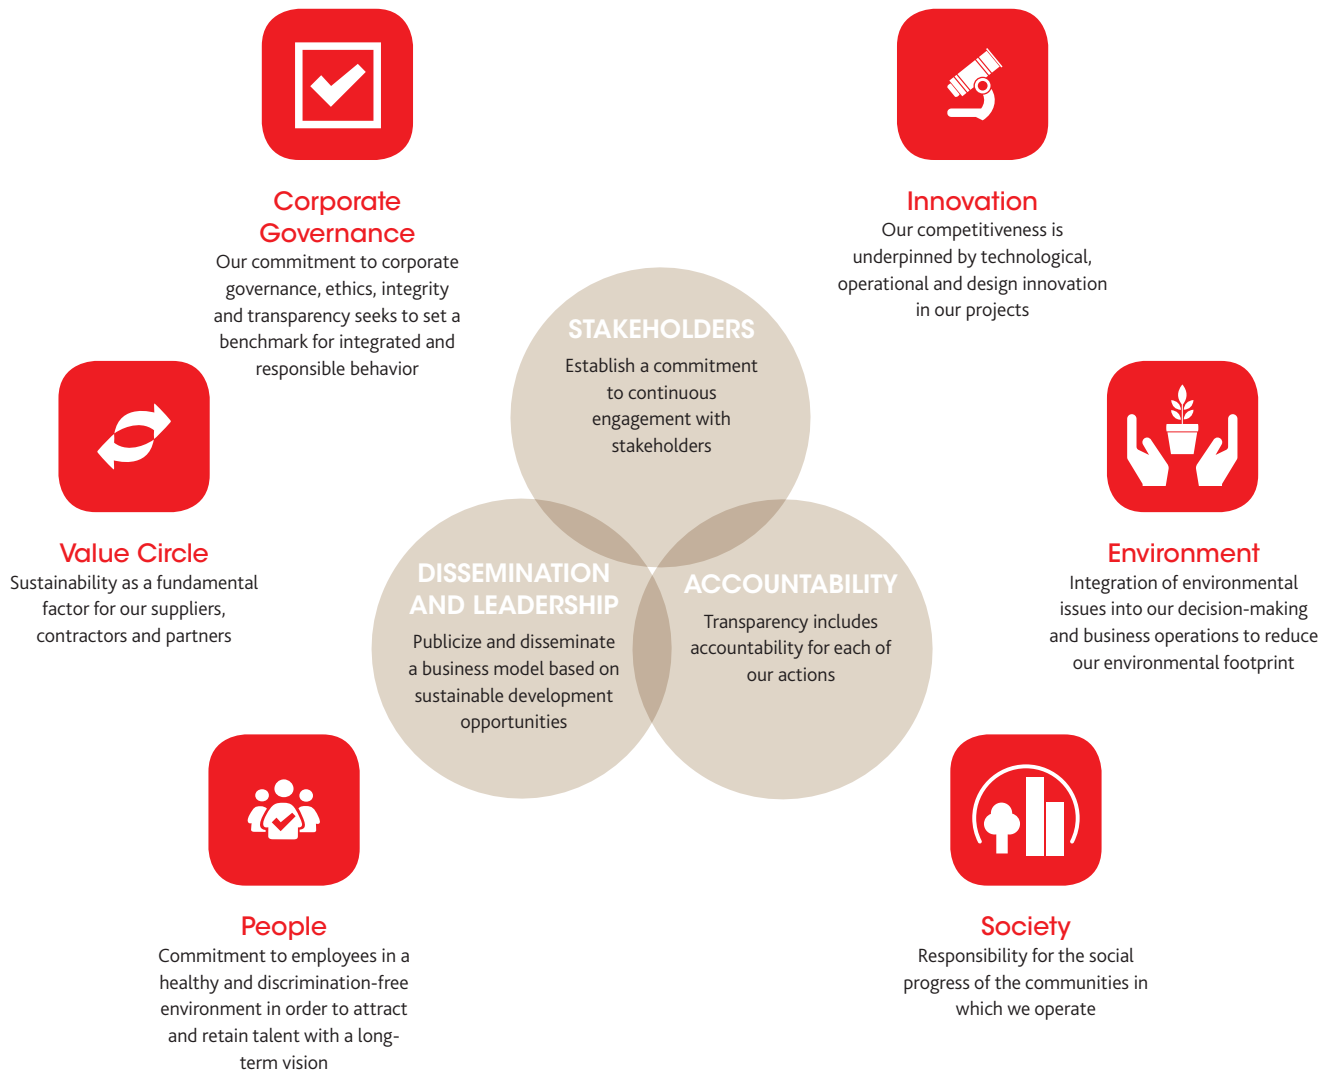 Corporate
Governance
Our commitment to corporate
governance, ethics, integrity
and transparency seeks to set a
benchmark for integrated and
responsible behavior
Innovation
Our competitiveness is
underpinned by technological,
operational and design innovation
in our projects
STAKEHOLDERS
Establish a commitment
to continuous
engagement with
stakeholders
Value Circle
Sustainability as a fundamental
factor for our suppliers,
contractors and partners
DISSEMINATION
AND LEADERSHIP
Publicize and disseminate
a business model based on
sustainable development
opportunities
ACCOUNTABILITY
Transparency includes
accountability for each of
our actions
Environment
Integration of environmental
issues into our decision-making
and business operations to reduce
our environmental footprint
People
Commitment to employees in a
healthy and discrimination-free
environment in order to attract
and retain talent with a long-
term vision
Society
Responsibility for the social
progress of the communities in
which we operate